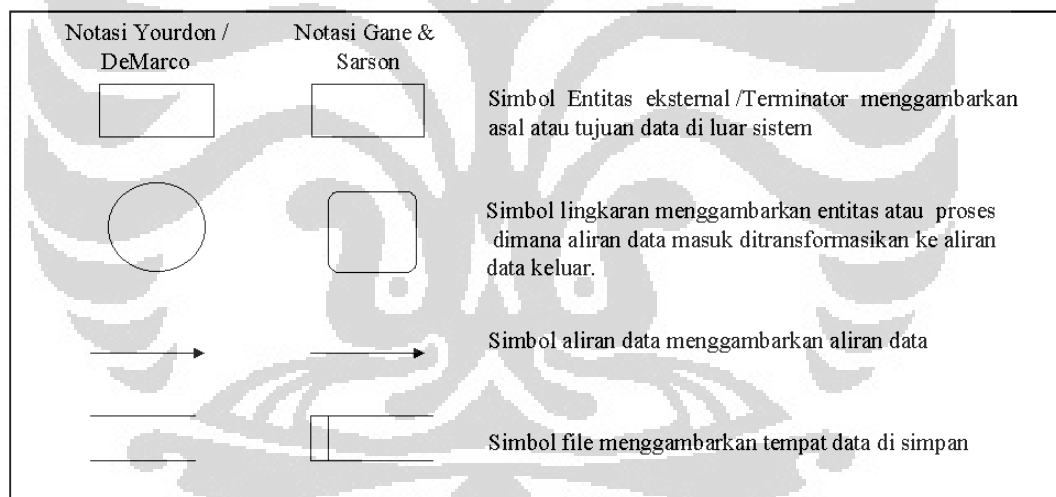 Notasi Yourdon /
DeMarco
Notasi Gane &
Sarson
Simbol Entitas eksternal /Terminator menggambarkan
asal atau tujuan data di luar sistem
Simbol lingkaran menggambarkan entitas atau proses
dimana aliran data masuk ditransformasikan ke aliran
data keluar.
Simbol aliran data menggambarkan aliran data
Simbol file menggambarkan tempat data di simpan